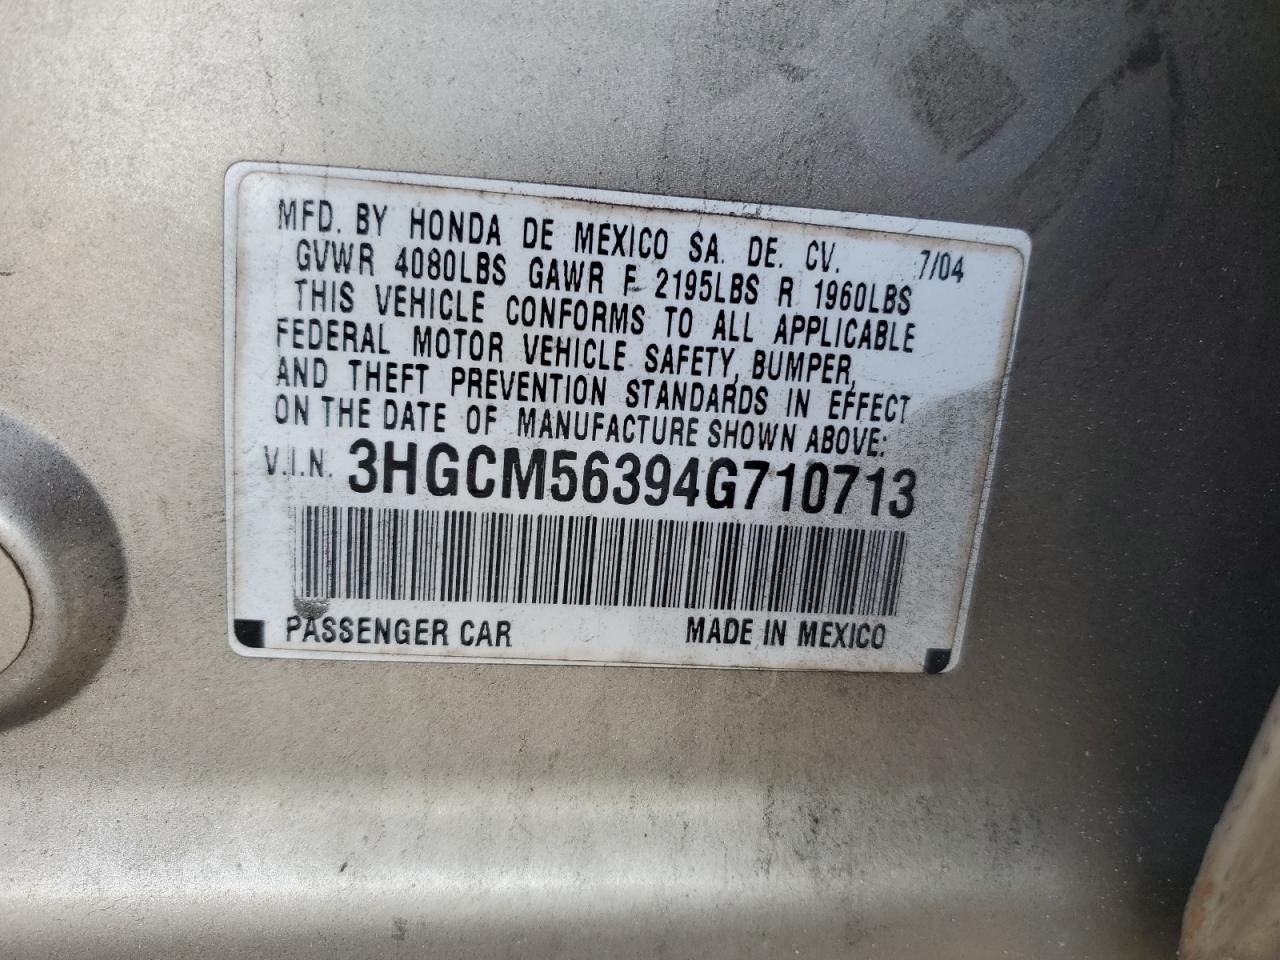 MFD. BY HONDA DE MEXICO SA. DE. CV. 7/04
GVWR 4080LBS GAWR F 2195LBS R 1960LBS
THIS VEHICLE CONFORMS TO ALL APPLICABLE
FEDERAL MOTOR VEHICLE SAFETY, BUMPER,
AND THEFT PREVENTION STANDARDS IN EFFECT
ON THE DATE OF MANUFACTURE SHOWN ABOVE:
V.I.N. 3HGCM56394G710713
PASSENGER CAR MADE IN MEXICO